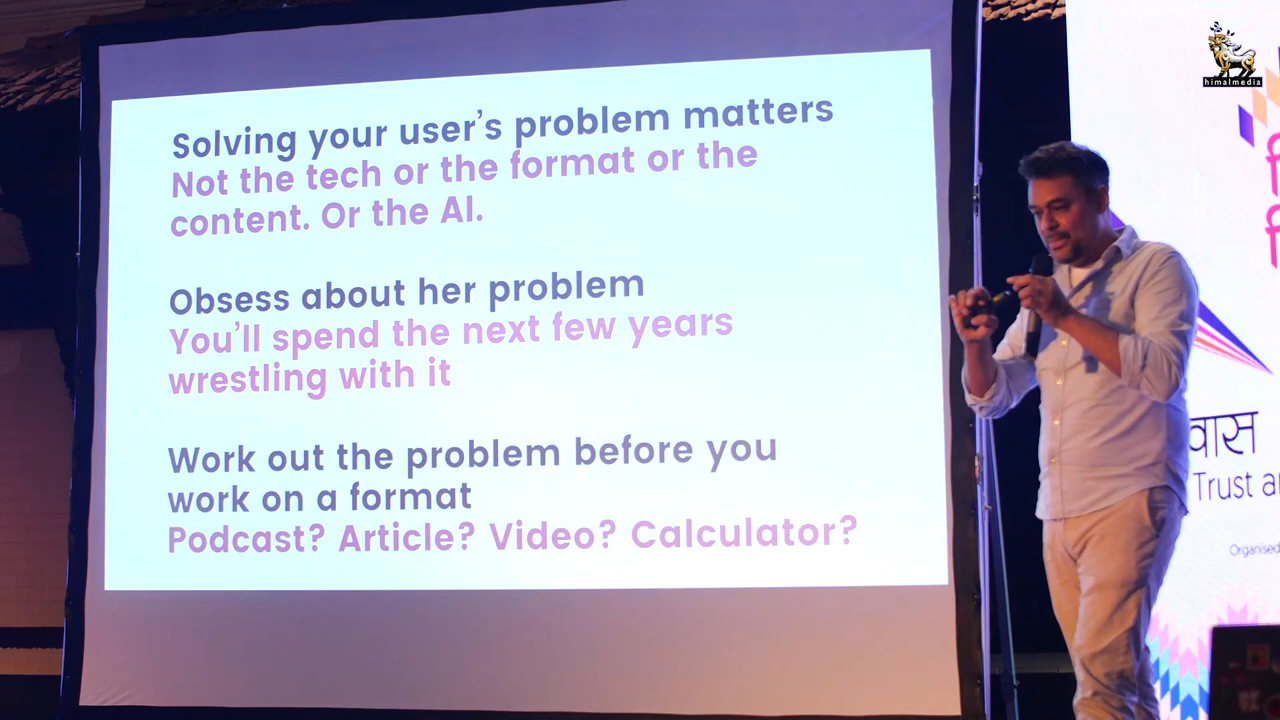 Solving your user's problem matters
Not the tech or the format or the
content. Or the AI.
Obsess about her problem
You'll spend the next few years
wrestling with it
Work out the problem before you
work on a format
Podcast? Article? Video? Calculator?
himalmedia
Trust
Organised